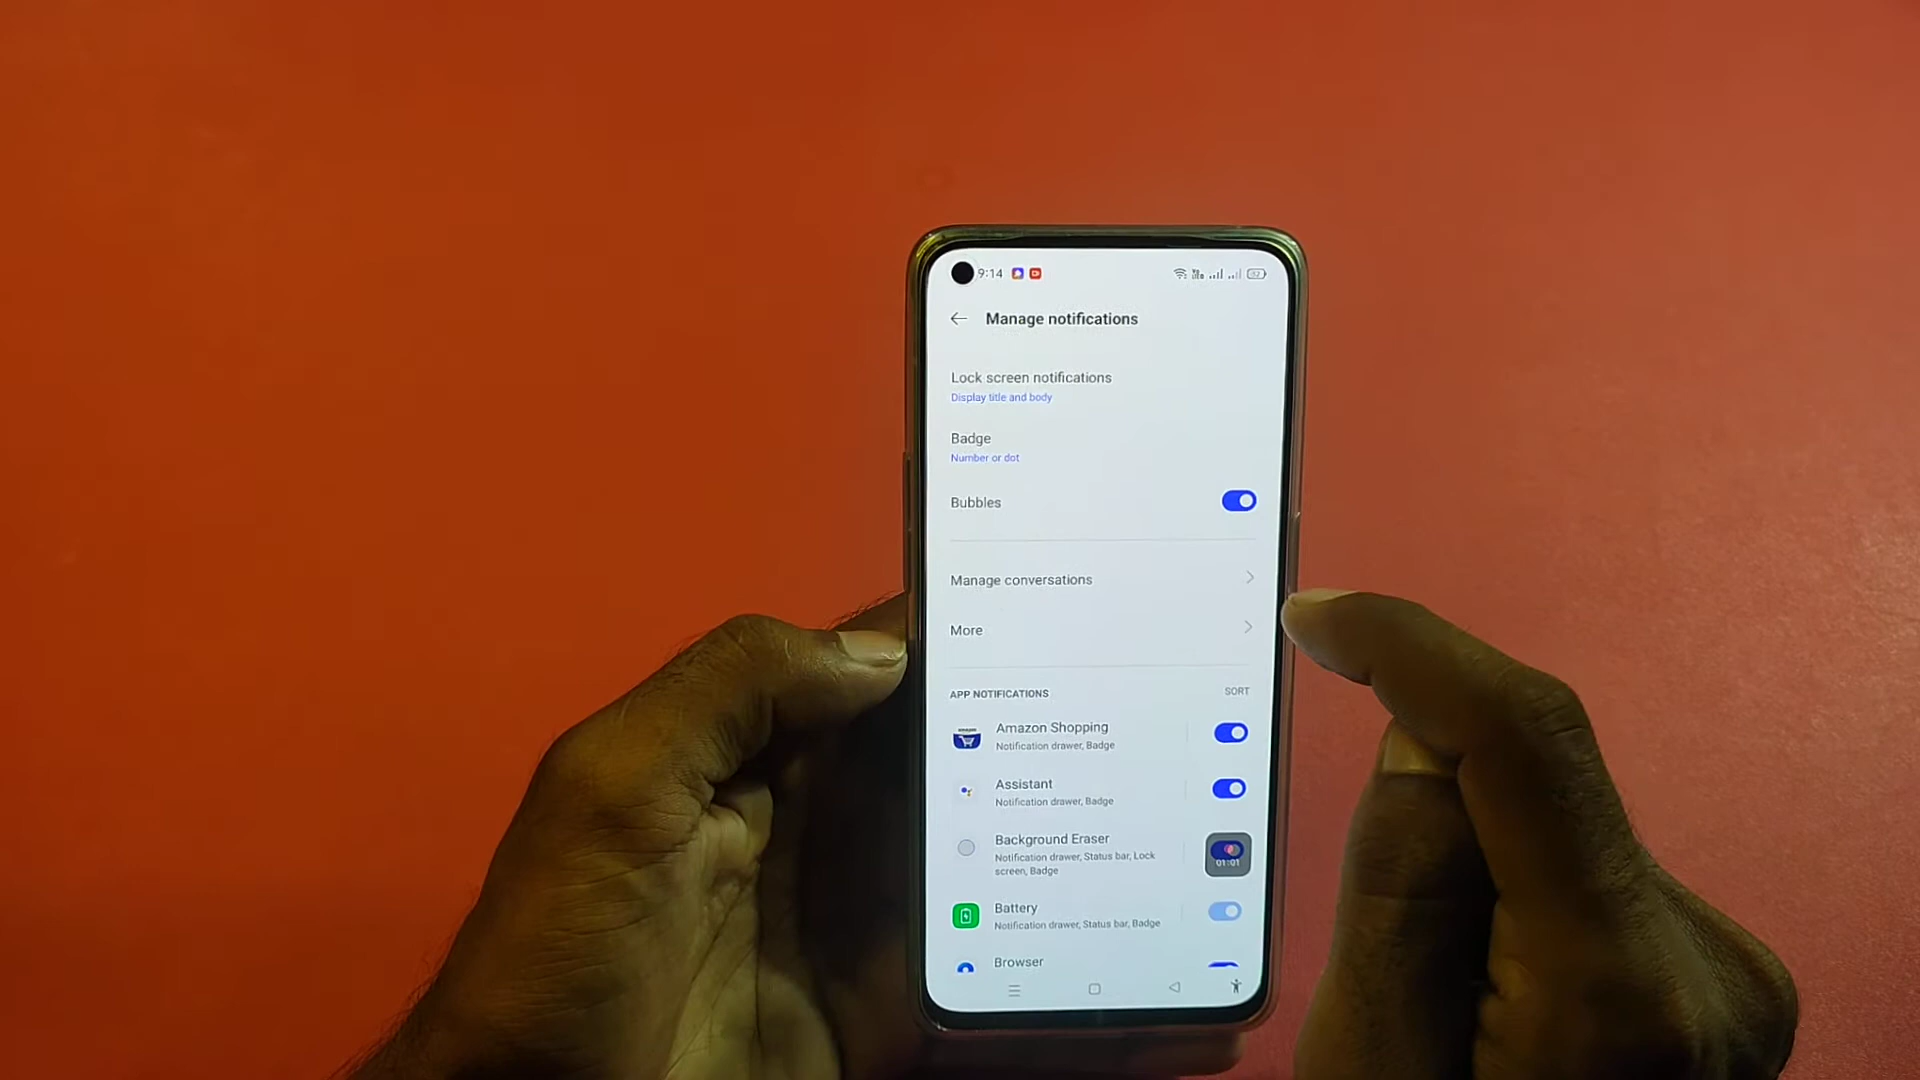 9:14
Manage notifications
Lock screen notifications
Display title and body
Badge
Number or dot
Bubbles
Manage conversations
More
APP NOTIFICATIONS SORT
Amazon Shopping
Notification drawer, Badge
Assistant
Notification drawer, Badge
Background Eraser
Notification drawer, Status bar, Lock
screen, Badge
01:01
Battery
Notification drawer, Status bar, Badge
Browser